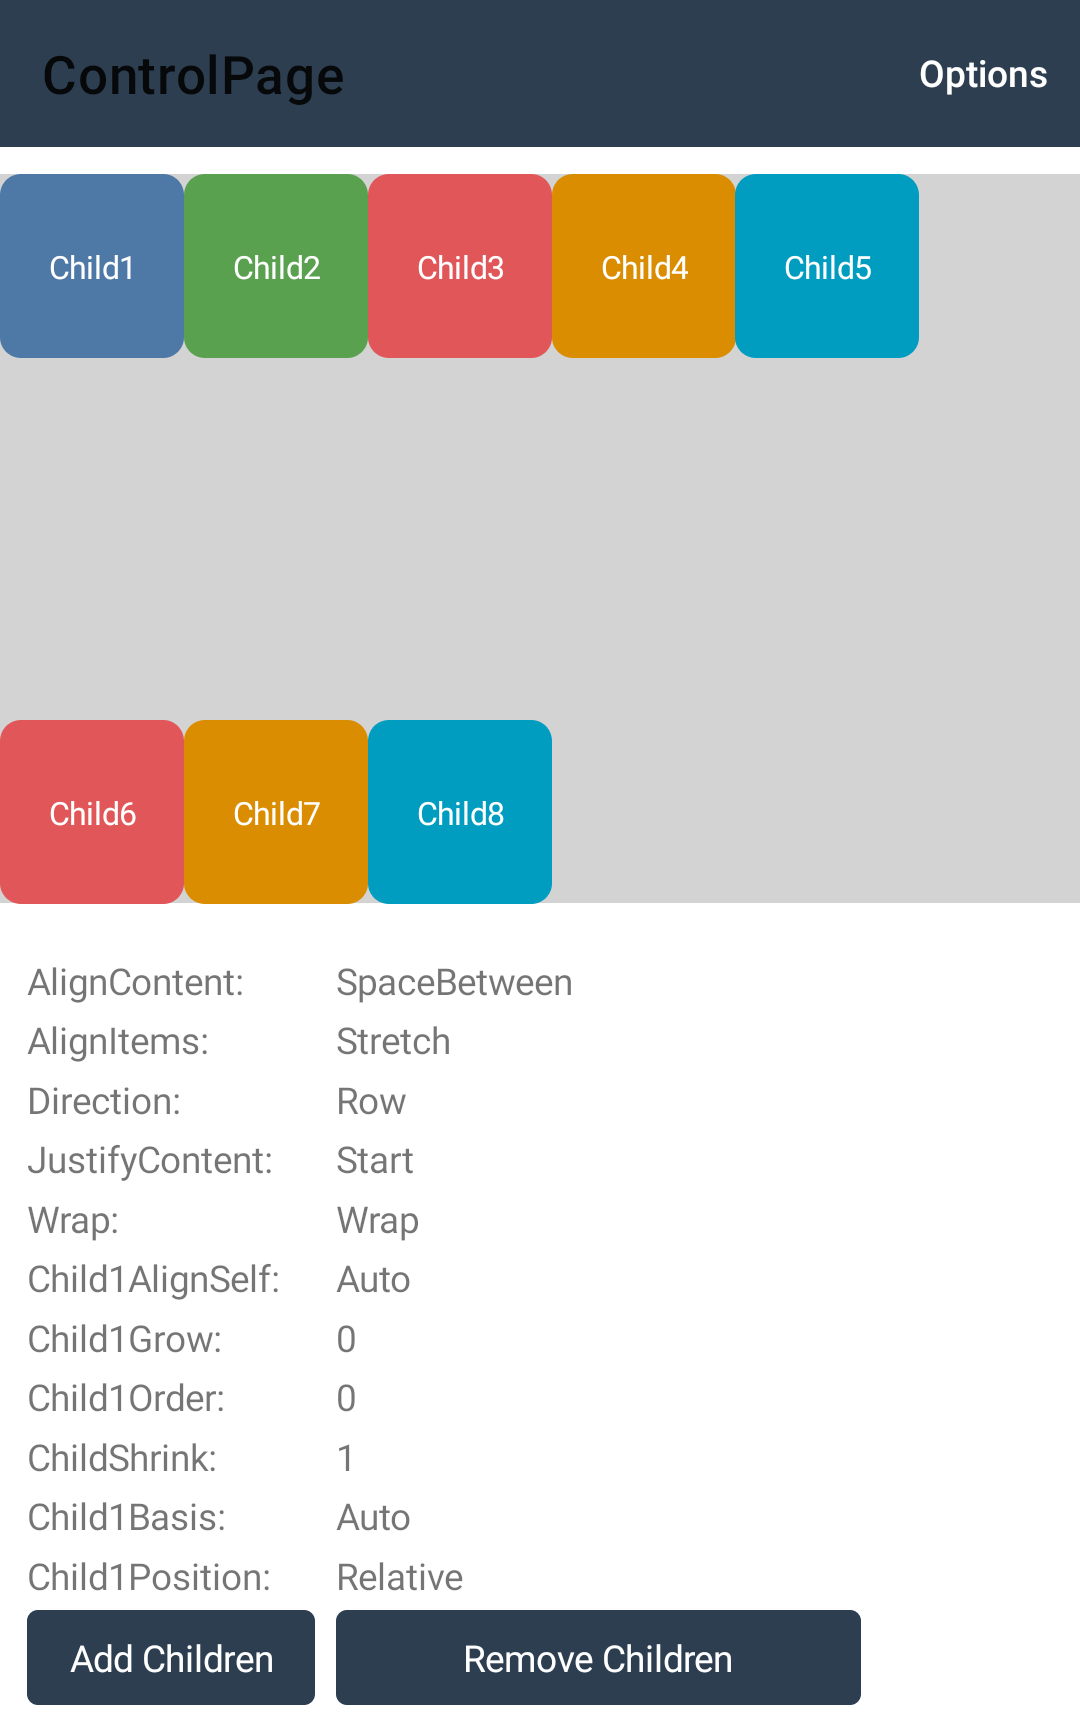 ControlPage Options
Child1 Child2 Child3 Child4 Child5
Child6 Child7 Child8
AlignContent: SpaceBetween
AlignItems: Stretch
Direction: Row
JustifyContent: Start
Wrap: Wrap
Child1AlignSelf: Auto
Child1Grow: 0
Child1Order: 0
ChildShrink: 1
Child1Basis: Auto
Child1Position: Relative
Add Children Remove Children